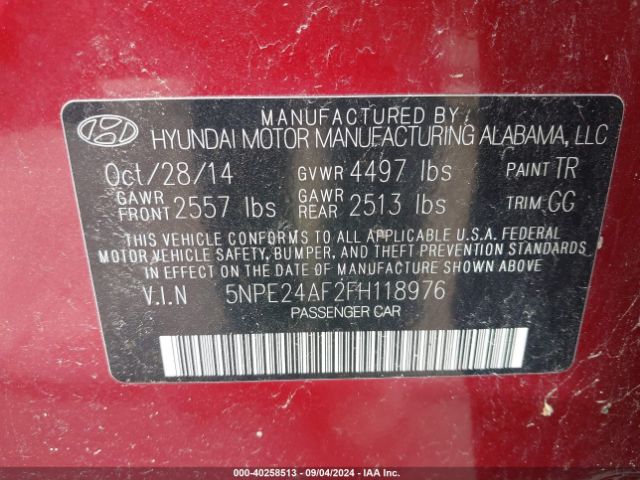 MANUFACTURED BY
HYUNDAI MOTOR MANUFACTURING ALABAMA, LLC
Oct/28/14 GVWR 4497 lbs PAINT TR
GAWR FRONT 2557 lbs GAWR REAR 2513 lbs TRIM GG
THIS VEHICLE CONFORMS TO ALL APPLICABLE U.S.A. FEDERAL
MOTOR VEHICLE SAFETY, BUMPER, AND THEFT PREVENTION STANDARDS
IN EFFECT ON THE DATE OF MANUFACTURE SHOWN ABOVE.
V.I.N 5NPE24AF2FH118976
PASSENGER CAR
000-40258513 - 09/04/2024 - IAA Inc.